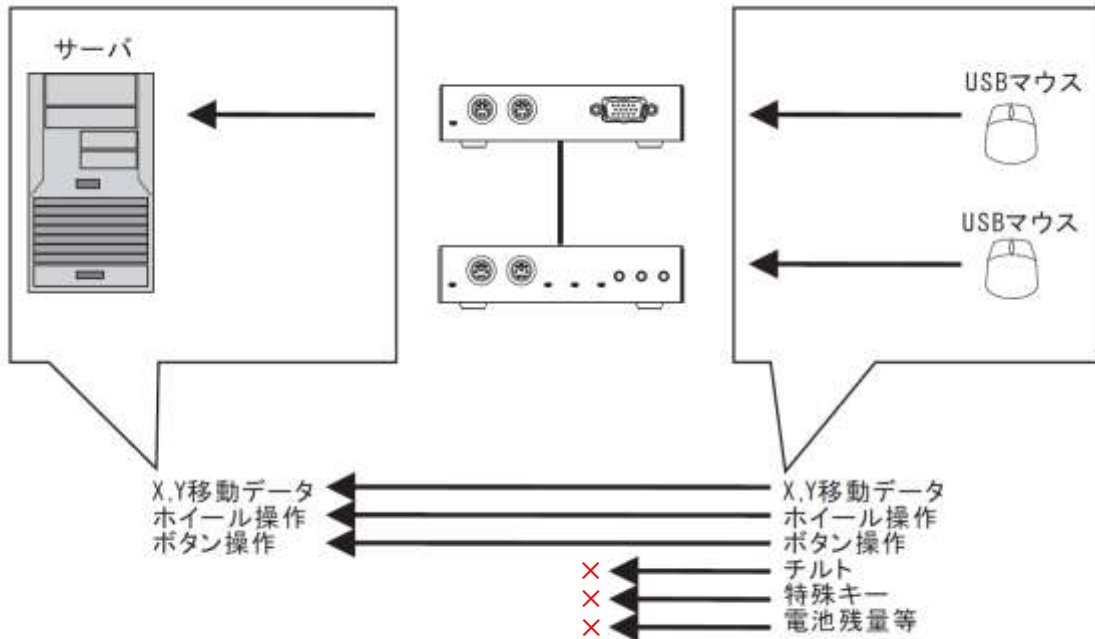 サーバ
USBマウス
USBマウス
X,Y移動データ
ホイール操作
ボタン操作
X,Y移動データ
ホイール操作
ボタン操作
チルト
特殊キー
電池残量等